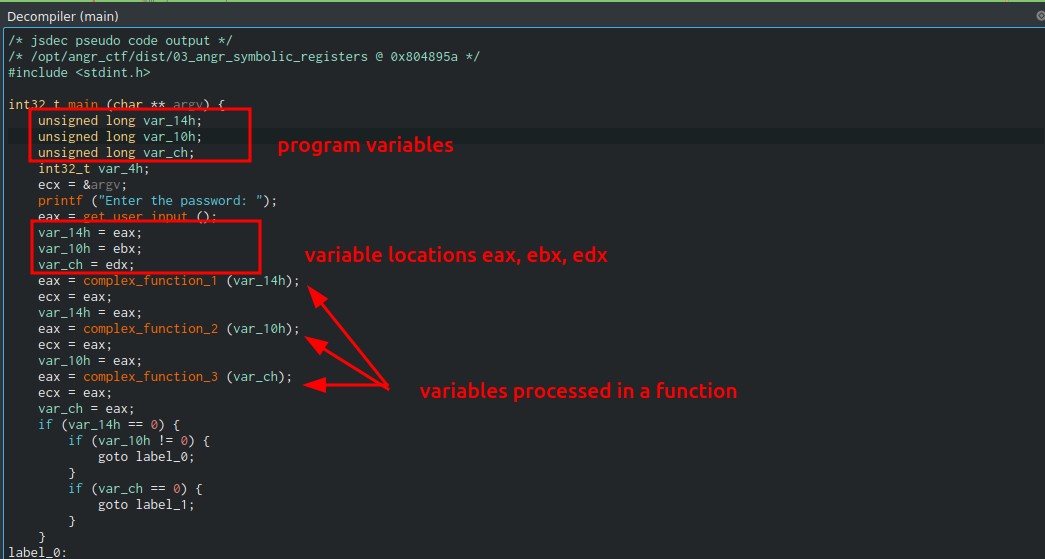 Decompiler (main)
/* jsdec pseudo code output */
/* /opt/angr_ctf/dist/03_angr_symbolic_registers @ 0x804895a */
#include <stdint.h>
int32_t main (char ** argv) {
unsigned long var_14h;
unsigned long var_10h;
program variables
unsigned long var_ch;
int32_t var_4h;
ecx = &argv;
printf ("Enter the password: ");
eax = get_user_input ();
var_14h = eax;
var_10h = ebx;
variable locations eax, ebx, edx
var_ch = edx;
eax = complex_function_1 (var_14h);
ecx = eax;
var_14h = eax;
eax = complex_function_2 (var_10h);
ecx = eax;
var_10h = eax;
eax = complex_function_3 (var_ch);
variables processed in a function
ecx = eax;
var_ch = eax;
if (var_14h == 0) {
if (var_10h != 0) {
goto label_0;
}
if (var_ch == 0) {
goto label_1;
}
}
label_0: